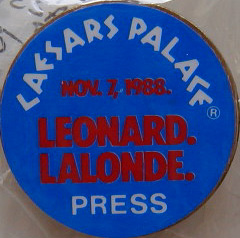 CAESARS PALACE ®
NOV. 7, 1988.
LEONARD.
LALONDE.
PRESS